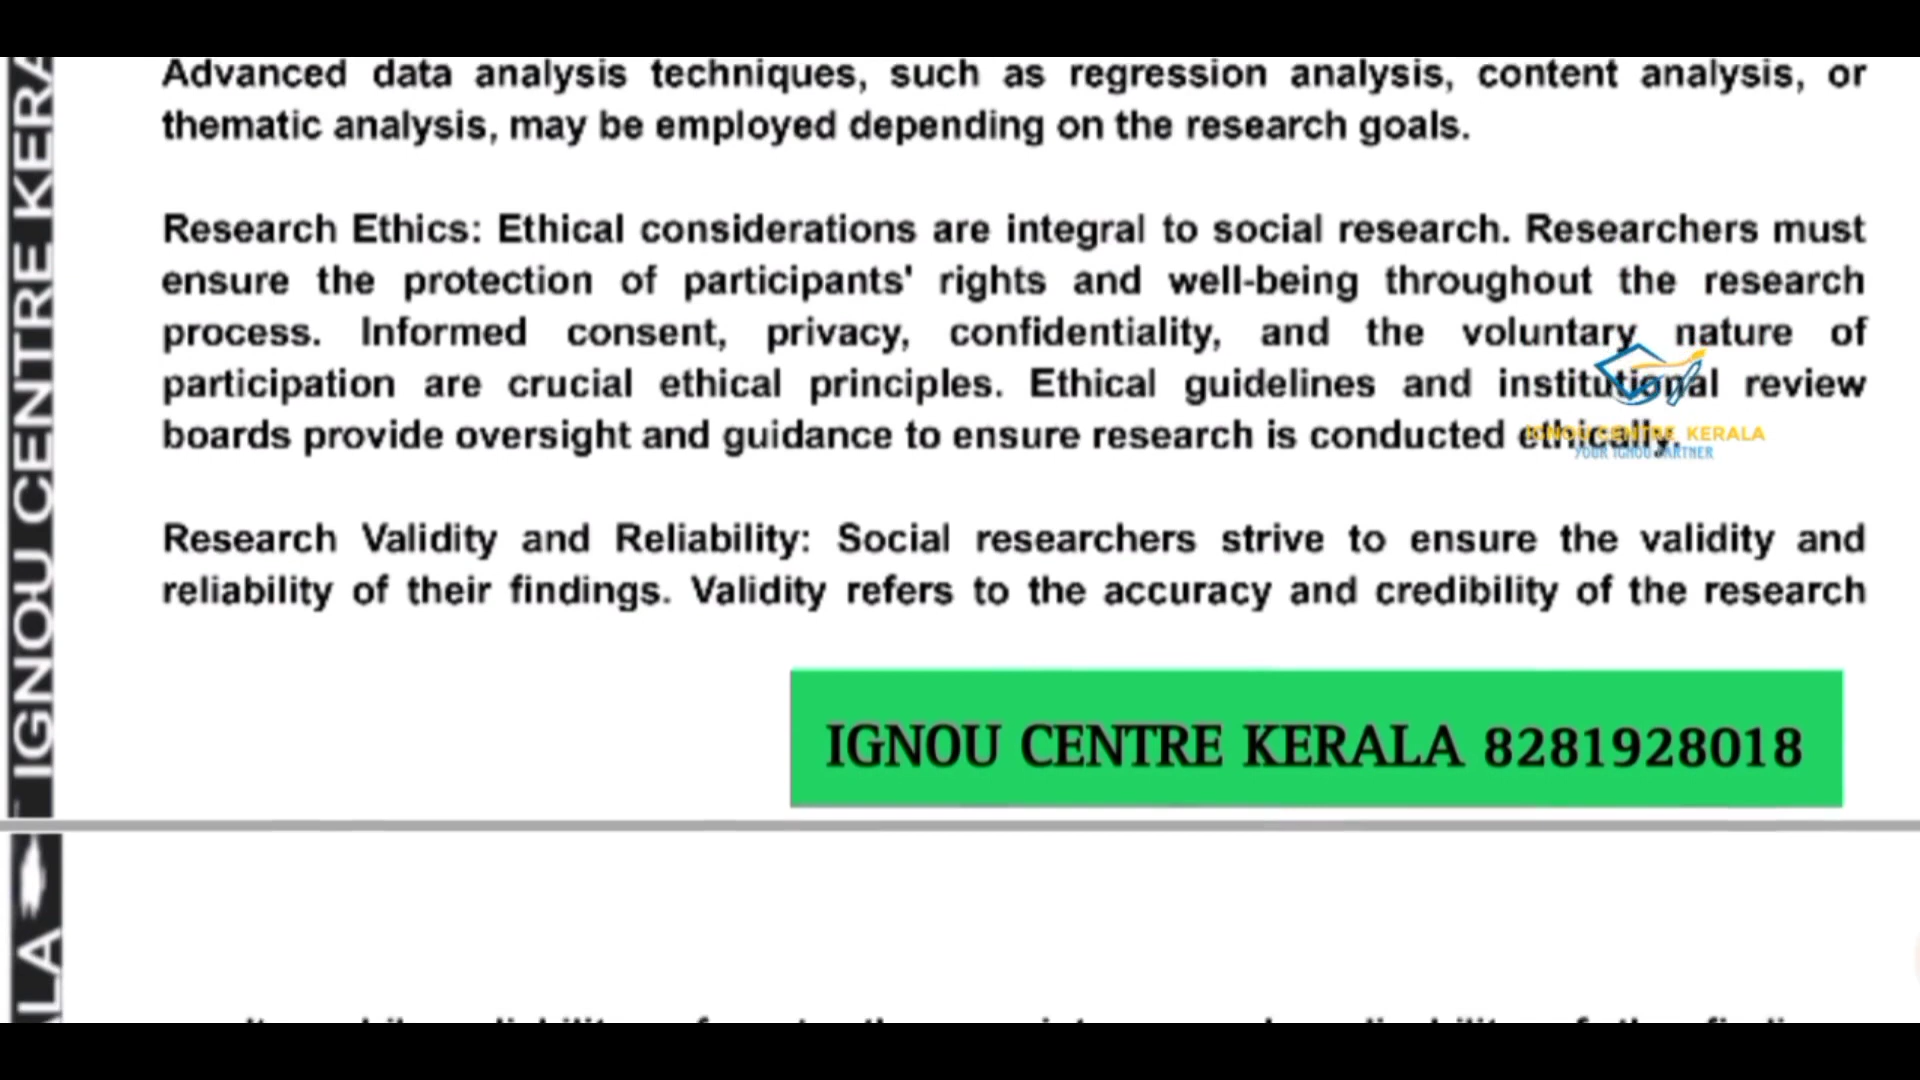 Advanced data analysis techniques, such as regression analysis, content analysis, or
thematic analysis, may be employed depending on the research goals.
Research Ethics: Ethical considerations are integral to social research. Researchers must
ensure the protection of participants' rights and well-being throughout the research
process. Informed consent, privacy, confidentiality, and the voluntary nature of
participation are crucial ethical principles. Ethical guidelines and institutional review
boards provide oversight and guidance to ensure research is conducted ethically.
IGNOU CENTRE KERALA
YOUR IGNOU PARTNER
Research Validity and Reliability: Social researchers strive to ensure the validity and
reliability of their findings. Validity refers to the accuracy and credibility of the research
IGNOU CENTRE KERALA 8281928018
IGNOU CENTRE KERA
LA